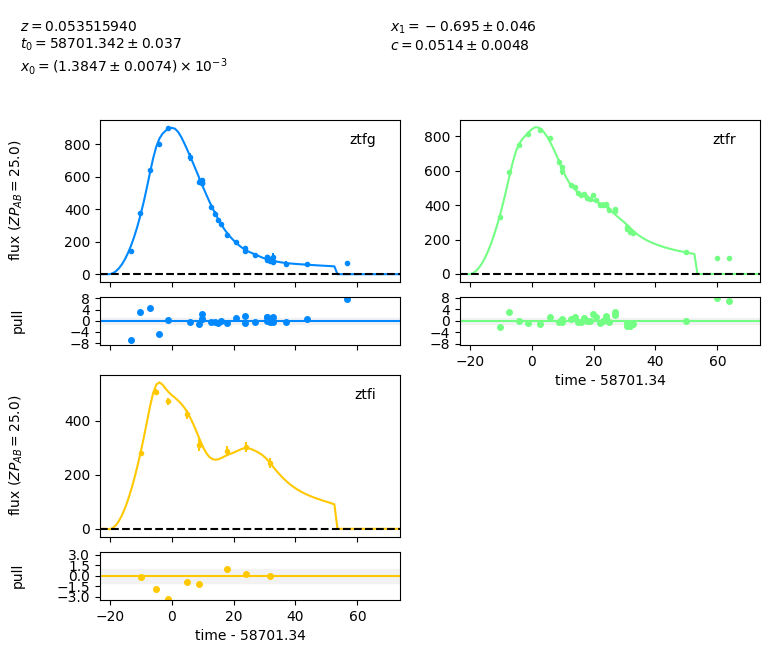 z = 0.053515940
t₀ = 58701.342 ± 0.037
x₀ = (1.3847 ± 0.0074) × 10⁻³
x₁ = −0.695 ± 0.046
c = 0.0514 ± 0.0048
ztfg
flux (ZP_AB = 25.0)
800
600
400
200
0
ztfr
800
600
400
200
0
pull
8
4
0
−4
−8
8
4
0
−4
−8
−20 0 20 40 60
time - 58701.34
ztfi
flux (ZP_AB = 25.0)
400
200
0
pull
3.0
1.5
0.0
−1.5
−3.0
−20 0 20 40 60
time - 58701.34